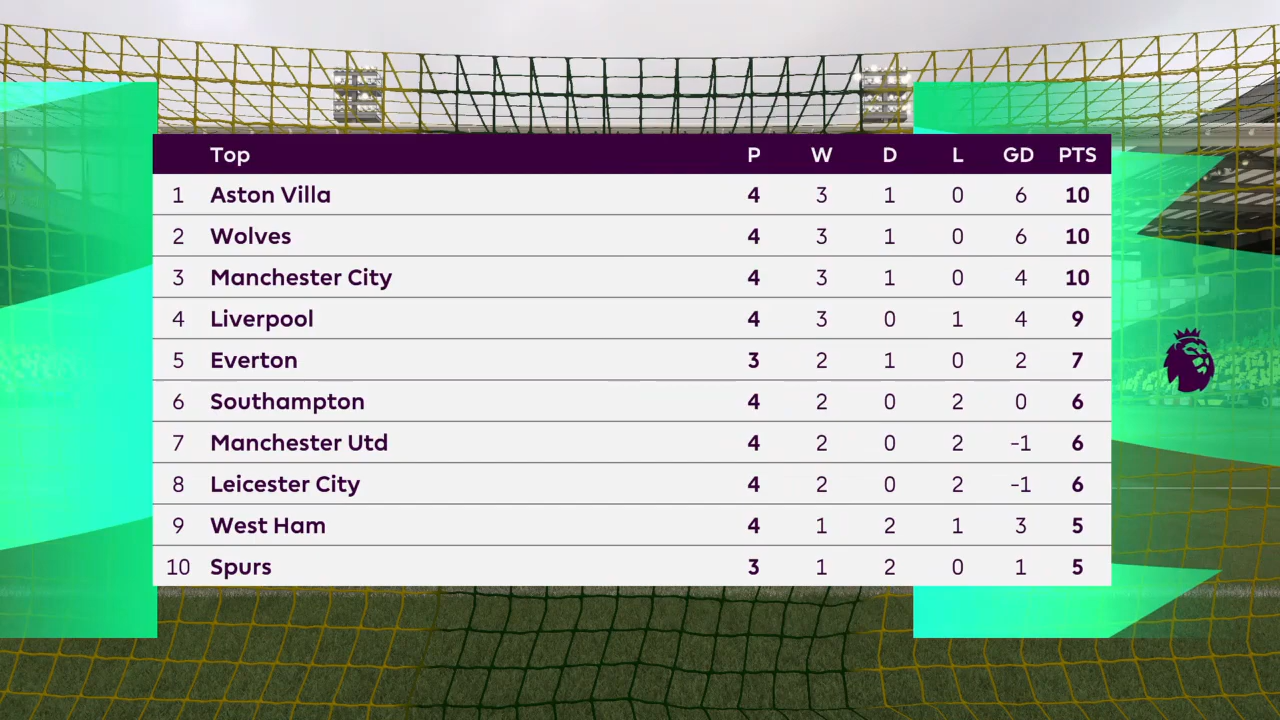 Top P W D L GD PTS
1 Aston Villa 4 3 1 0 6 10
2 Wolves 4 3 1 0 6 10
3 Manchester City 4 3 1 0 4 10
4 Liverpool 4 3 0 1 4 9
5 Everton 3 2 1 0 2 7
6 Southampton 4 2 0 2 0 6
7 Manchester Utd 4 2 0 2 -1 6
8 Leicester City 4 2 0 2 -1 6
9 West Ham 4 1 2 1 3 5
10 Spurs 3 1 2 0 1 5